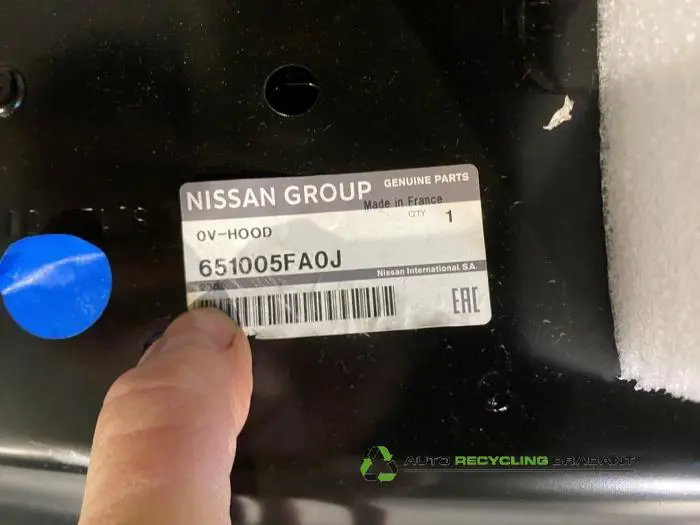 NISSAN GROUP GENUINE PARTS
Made in France
QTY 1
OV-HOOD
651005FA0J
Nissan International S.A.
EAC
AUTO RECYCLING BRABANT